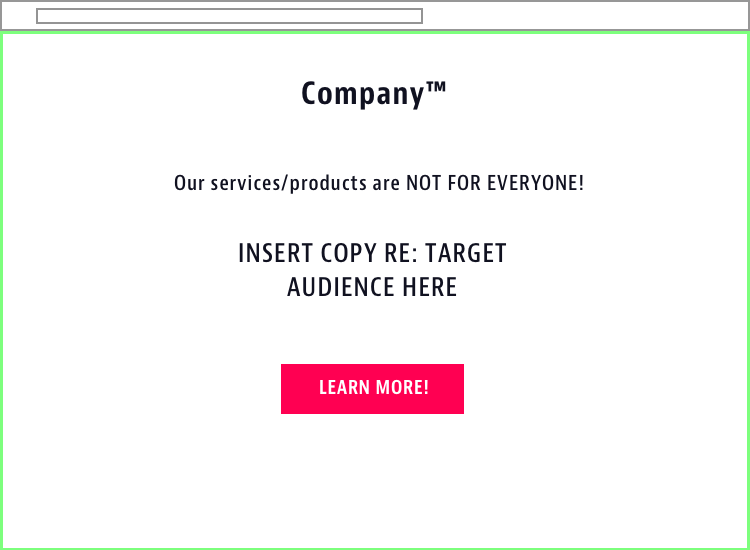 Company™
Our services/products are NOT FOR EVERYONE!
INSERT COPY RE: TARGET
AUDIENCE HERE
LEARN MORE!